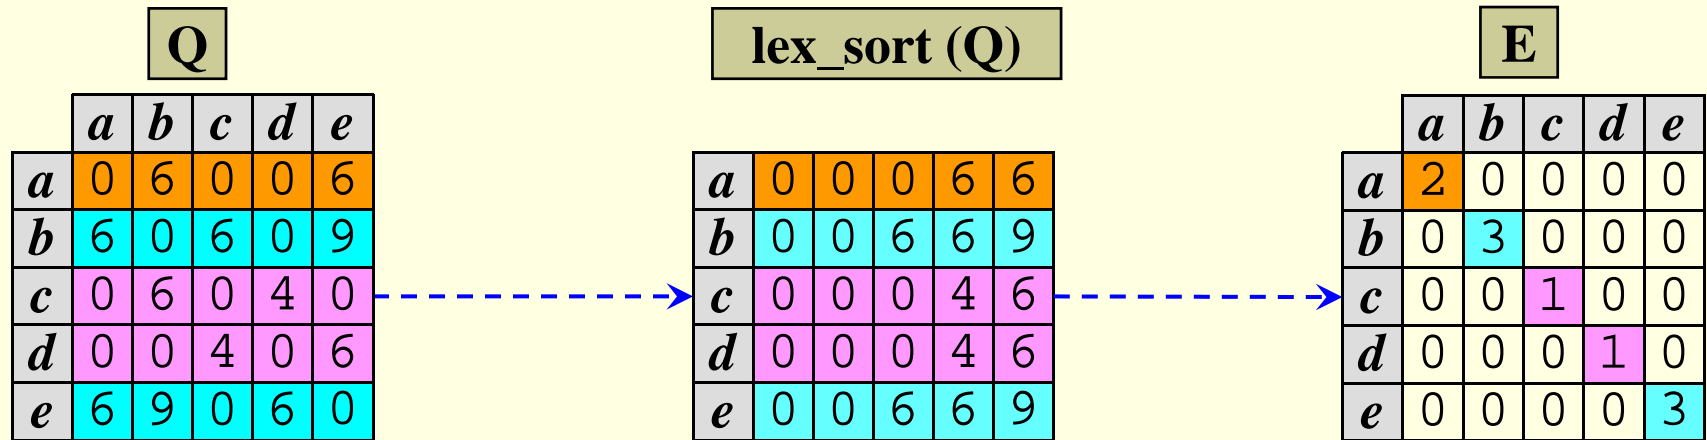 Q lex_sort (Q) E
a b c d e a b c d e
a 0 6 0 0 6 a 0 0 0 6 6 a 2 0 0 0 0
b 6 0 6 0 9 b 0 0 6 6 9 b 0 3 0 0 0
c 0 6 0 4 0 c 0 0 0 4 6 c 0 0 1 0 0
d 0 0 4 0 6 d 0 0 0 4 6 d 0 0 0 1 0
e 6 9 0 6 0 e 0 0 6 6 9 e 0 0 0 0 3